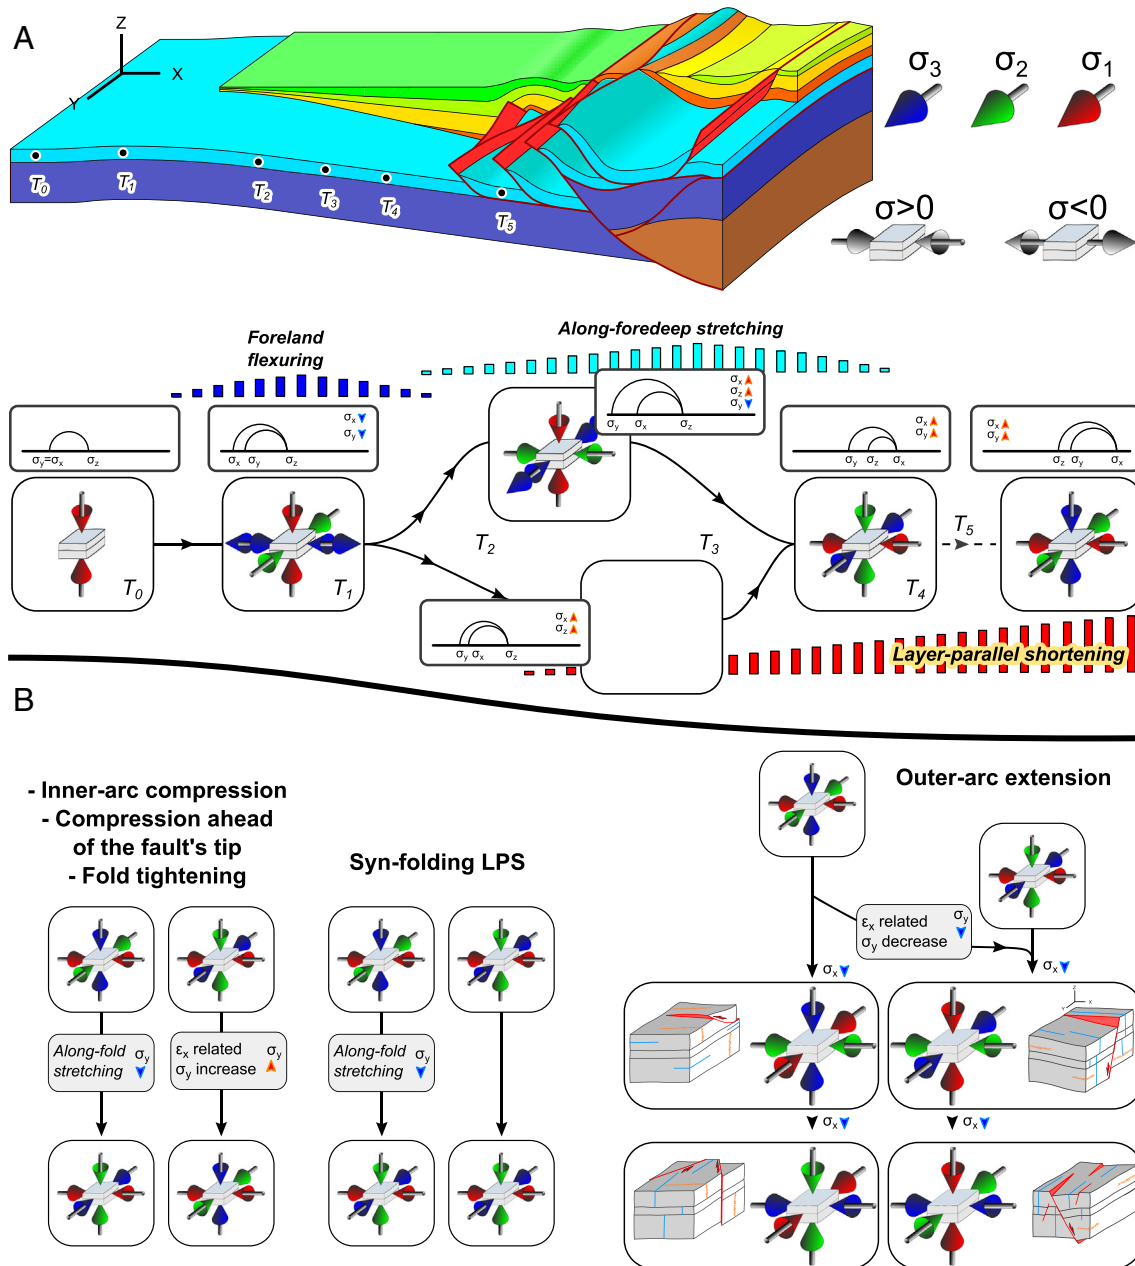 A
Z
X
Y
σ3
σ2
σ1
T0
T1
T2
T3
T4
T5
σ>0
σ<0
Foreland
flexuring
Along-foredeep stretching
σy=σx
σz
σx
σy
σx
σy
σz
σx
σz
σy
σy
σx
σz
σx
σy
σy
σz
σx
σx
σy
σz
σy
σx
T0
T1
T2
T3
T4
T5
σx
σz
σy
σx
σz
Layer-parallel shortening
B
- Inner-arc compression
- Compression ahead
of the fault's tip
- Fold tightening
Syn-folding LPS
Outer-arc extension
Along-fold
stretching
σy
εx related
σy increase
σy
Along-fold
stretching
σy
εx related
σy decrease
σy
σx
σx
Z
Y
X
σx
σx